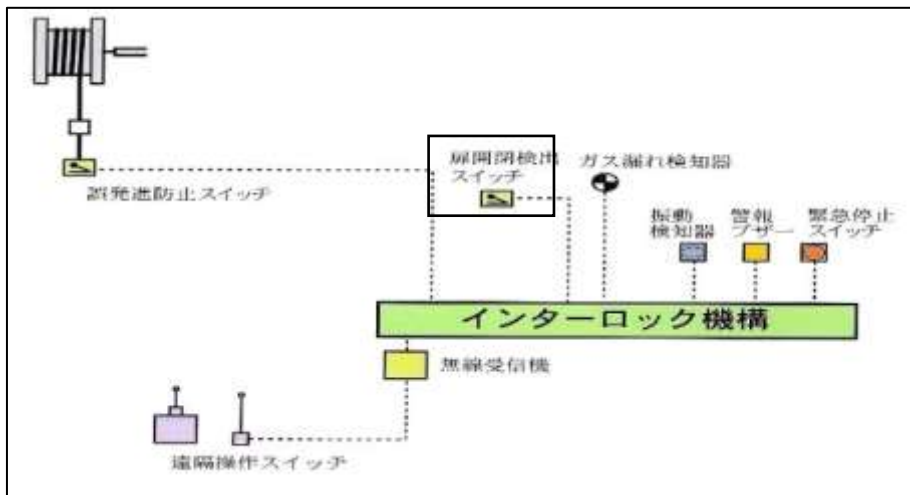 扉開閉検出
スイッチ
ガス漏れ検知器
誤発進防止スイッチ
振動
検知器
警報
ブザー
緊急停止
スイッチ
インターロック機構
無線受信機
遠隔操作スイッチ